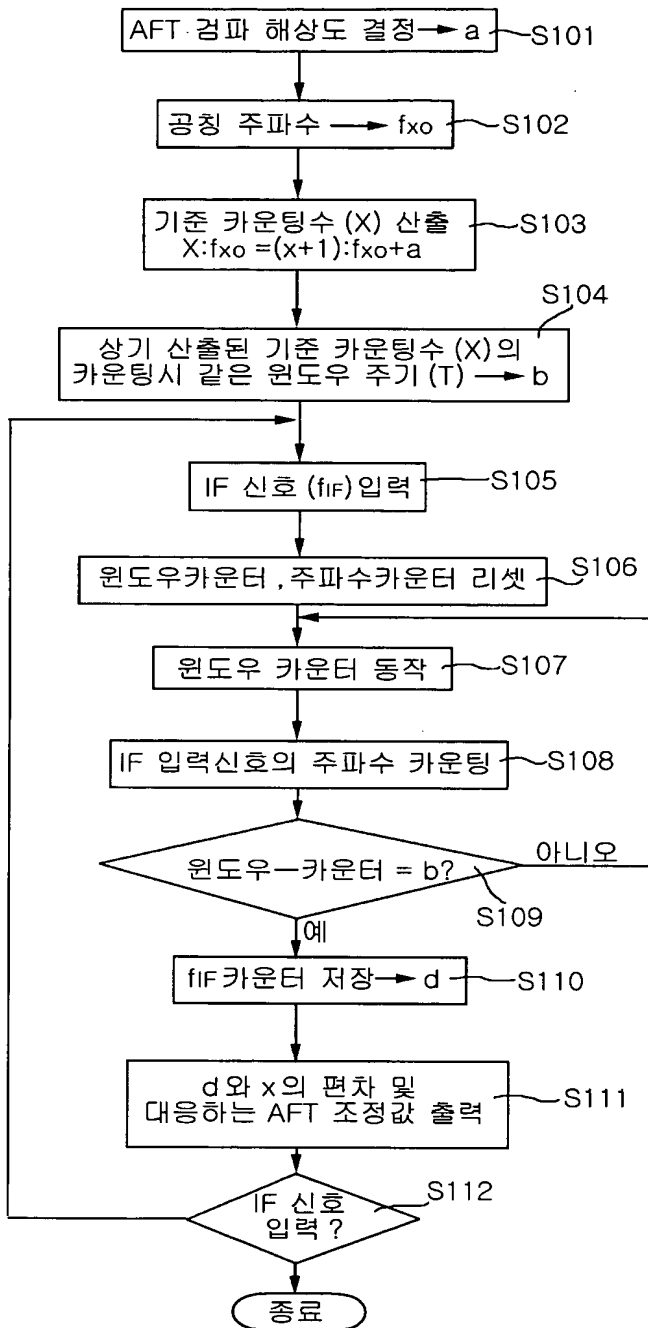 AFT 검파 해상도 결정 → a
S101
공칭 주파수 → fxo
S102
기준 카운팅수 (X) 산출
X:fxo =(x+1):fxo+a
S103
S104
상기 산출된 기준 카운팅수 (X)의
카운팅시 같은 윈도우 주기 (T) → b
IF 신호 (fIF) 입력
S105
윈도우카운터 , 주파수카운터 리셋
S106
윈도우 카운터 동작
S107
IF 입력신호의 주파수 카운팅
S108
윈도우-카운터 = b?
아니오
S109
예
fIF 카운터 저장 → d
S110
d와 x의 편차 및
대응하는 AFT 조정값 출력
S111
IF 신호
입력 ?
S112
종료